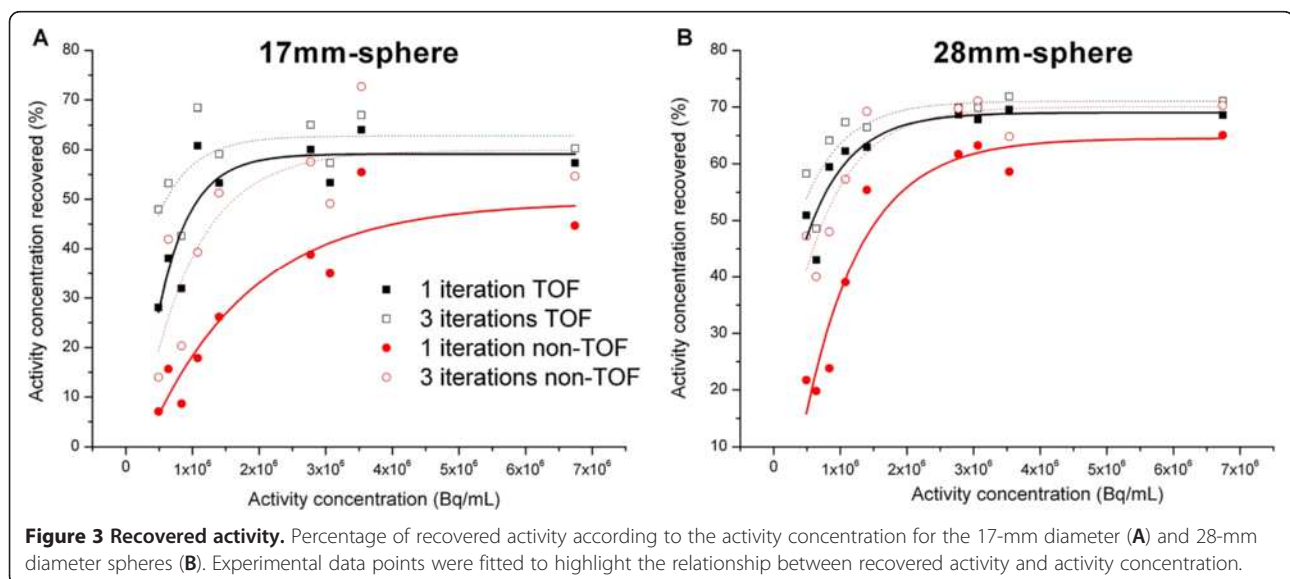 A
17mm-sphere
Activity concentration recovered (%)
80
70
60
50
40
30
20
10
0
0 1x10⁶ 2x10⁶ 3x10⁶ 4x10⁶ 5x10⁶ 6x10⁶ 7x10⁶
Activity concentration (Bq/mL)
1 iteration TOF
3 iterations TOF
1 iteration non-TOF
3 iterations non-TOF
B
28mm-sphere
Activity concentration recovered (%)
80
70
60
50
40
30
20
10
0 1x10⁶ 2x10⁶ 3x10⁶ 4x10⁶ 5x10⁶ 6x10⁶ 7x10⁶
Activity concentration (Bq/mL)
Figure 3 Recovered activity. Percentage of recovered activity according to the activity concentration for the 17-mm diameter (A) and 28-mm
diameter spheres (B). Experimental data points were fitted to highlight the relationship between recovered activity and activity concentration.